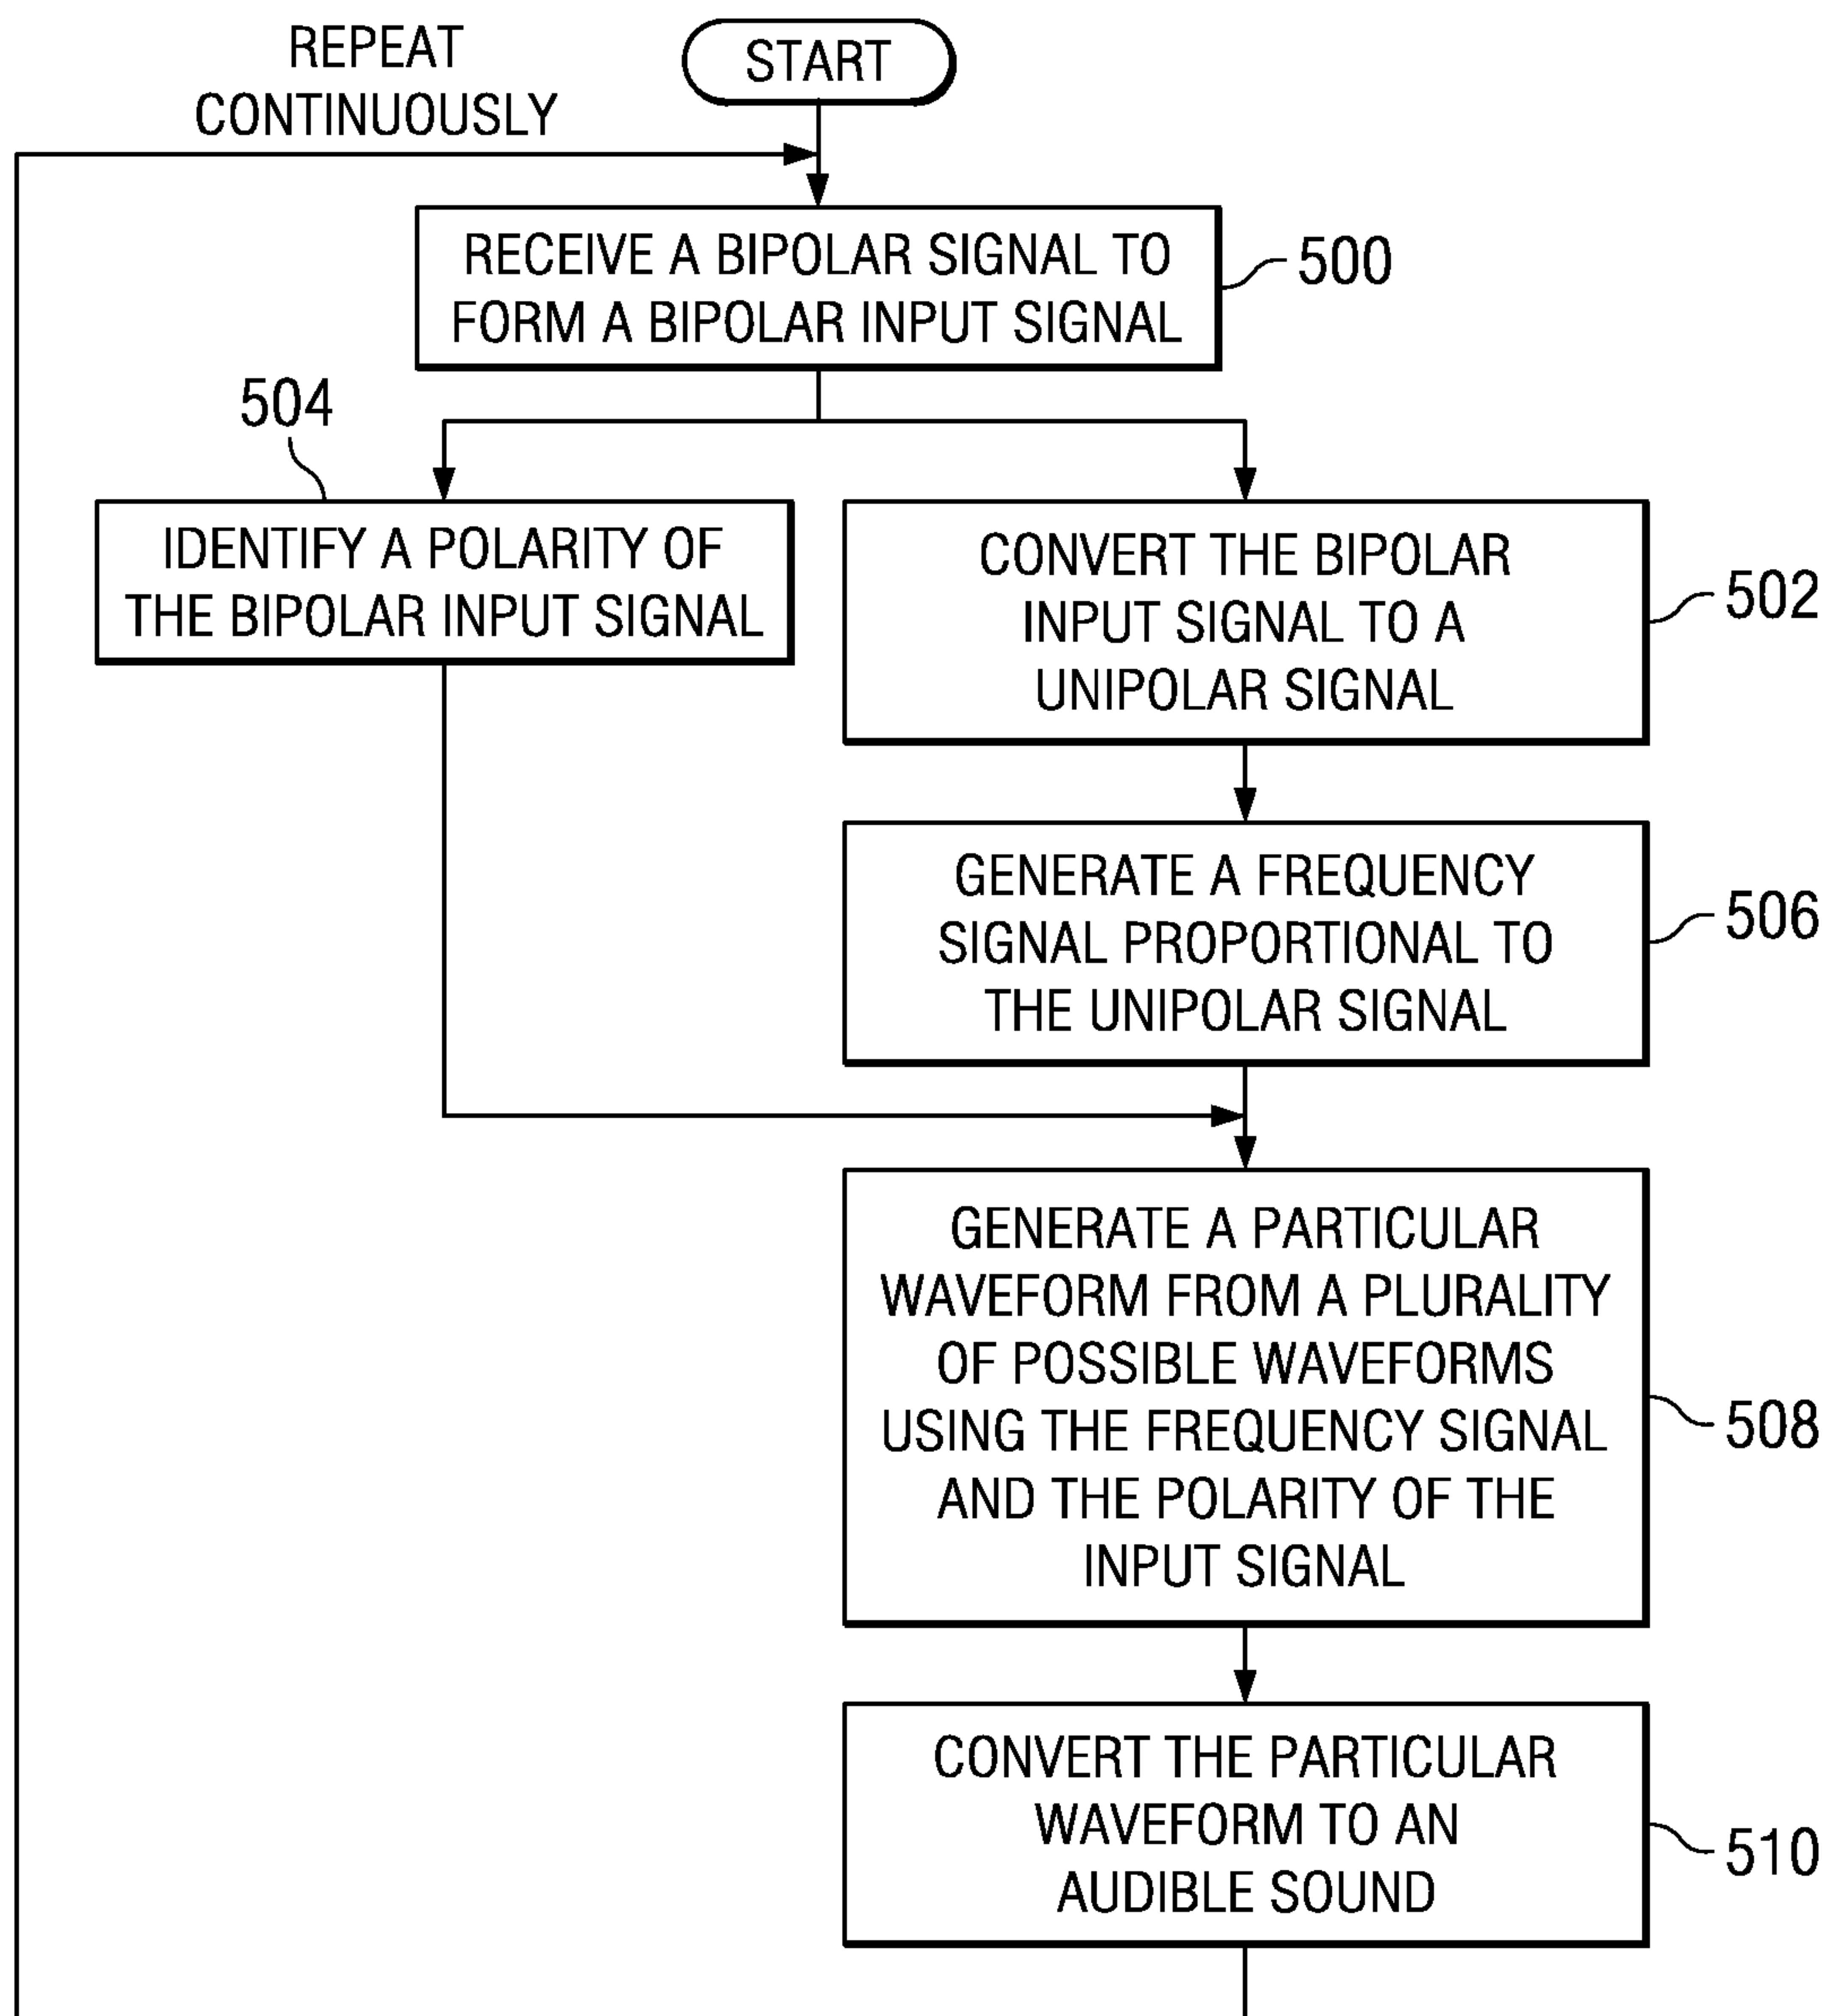 REPEAT
CONTINUOUSLY
START
RECEIVE A BIPOLAR SIGNAL TO
FORM A BIPOLAR INPUT SIGNAL
500
504
IDENTIFY A POLARITY OF
THE BIPOLAR INPUT SIGNAL
CONVERT THE BIPOLAR
INPUT SIGNAL TO A
UNIPOLAR SIGNAL
502
GENERATE A FREQUENCY
SIGNAL PROPORTIONAL TO
THE UNIPOLAR SIGNAL
506
GENERATE A PARTICULAR
WAVEFORM FROM A PLURALITY
OF POSSIBLE WAVEFORMS
USING THE FREQUENCY SIGNAL
AND THE POLARITY OF THE
INPUT SIGNAL
508
CONVERT THE PARTICULAR
WAVEFORM TO AN
AUDIBLE SOUND
510